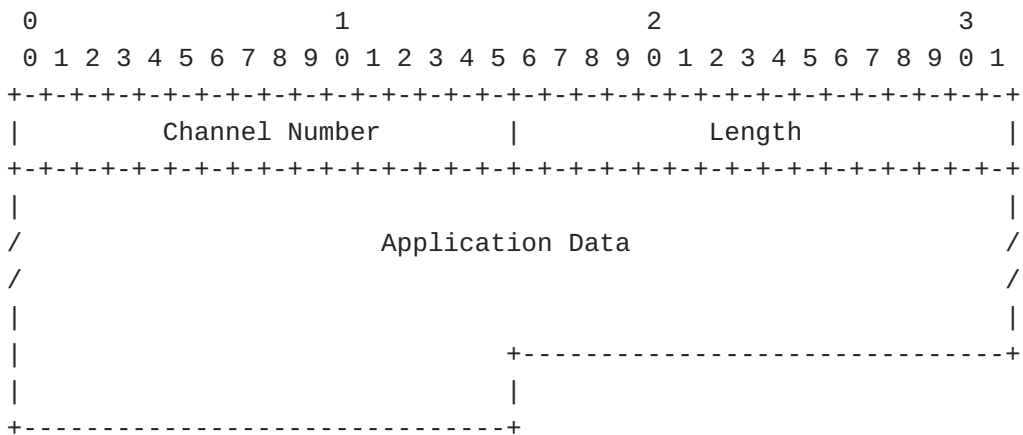 0                   1                   2                   3
 0 1 2 3 4 5 6 7 8 9 0 1 2 3 4 5 6 7 8 9 0 1 2 3 4 5 6 7 8 9 0 1
+-+-+-+-+-+-+-+-+-+-+-+-+-+-+-+-+-+-+-+-+-+-+-+-+-+-+-+-+-+-+-+-+
|         Channel Number        |            Length             |
+-+-+-+-+-+-+-+-+-+-+-+-+-+-+-+-+-+-+-+-+-+-+-+-+-+-+-+-+-+-+-+-+
|                                                               |
/                       Application Data                        /
/                                                               /
|                                                               |
|                               +-------------------------------+
|                               |
+-------------------------------+